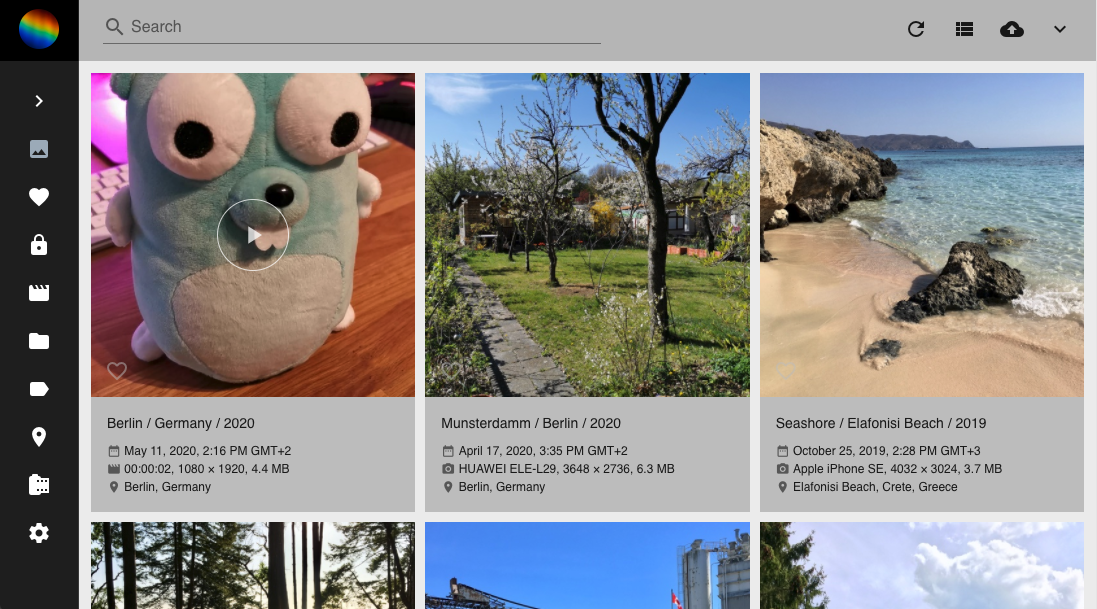 Search
Berlin / Germany / 2020
May 11, 2020, 2:16 PM GMT+2
00:00:02, 1080 × 1920, 4.4 MB
Berlin, Germany
Munsterdamm / Berlin / 2020
April 17, 2020, 3:35 PM GMT+2
HUAWEI ELE-L29, 3648 × 2736, 6.3 MB
Berlin, Germany
Seashore / Elafonisi Beach / 2019
October 25, 2019, 2:28 PM GMT+3
Apple iPhone SE, 4032 × 3024, 3.7 MB
Elafonisi Beach, Crete, Greece